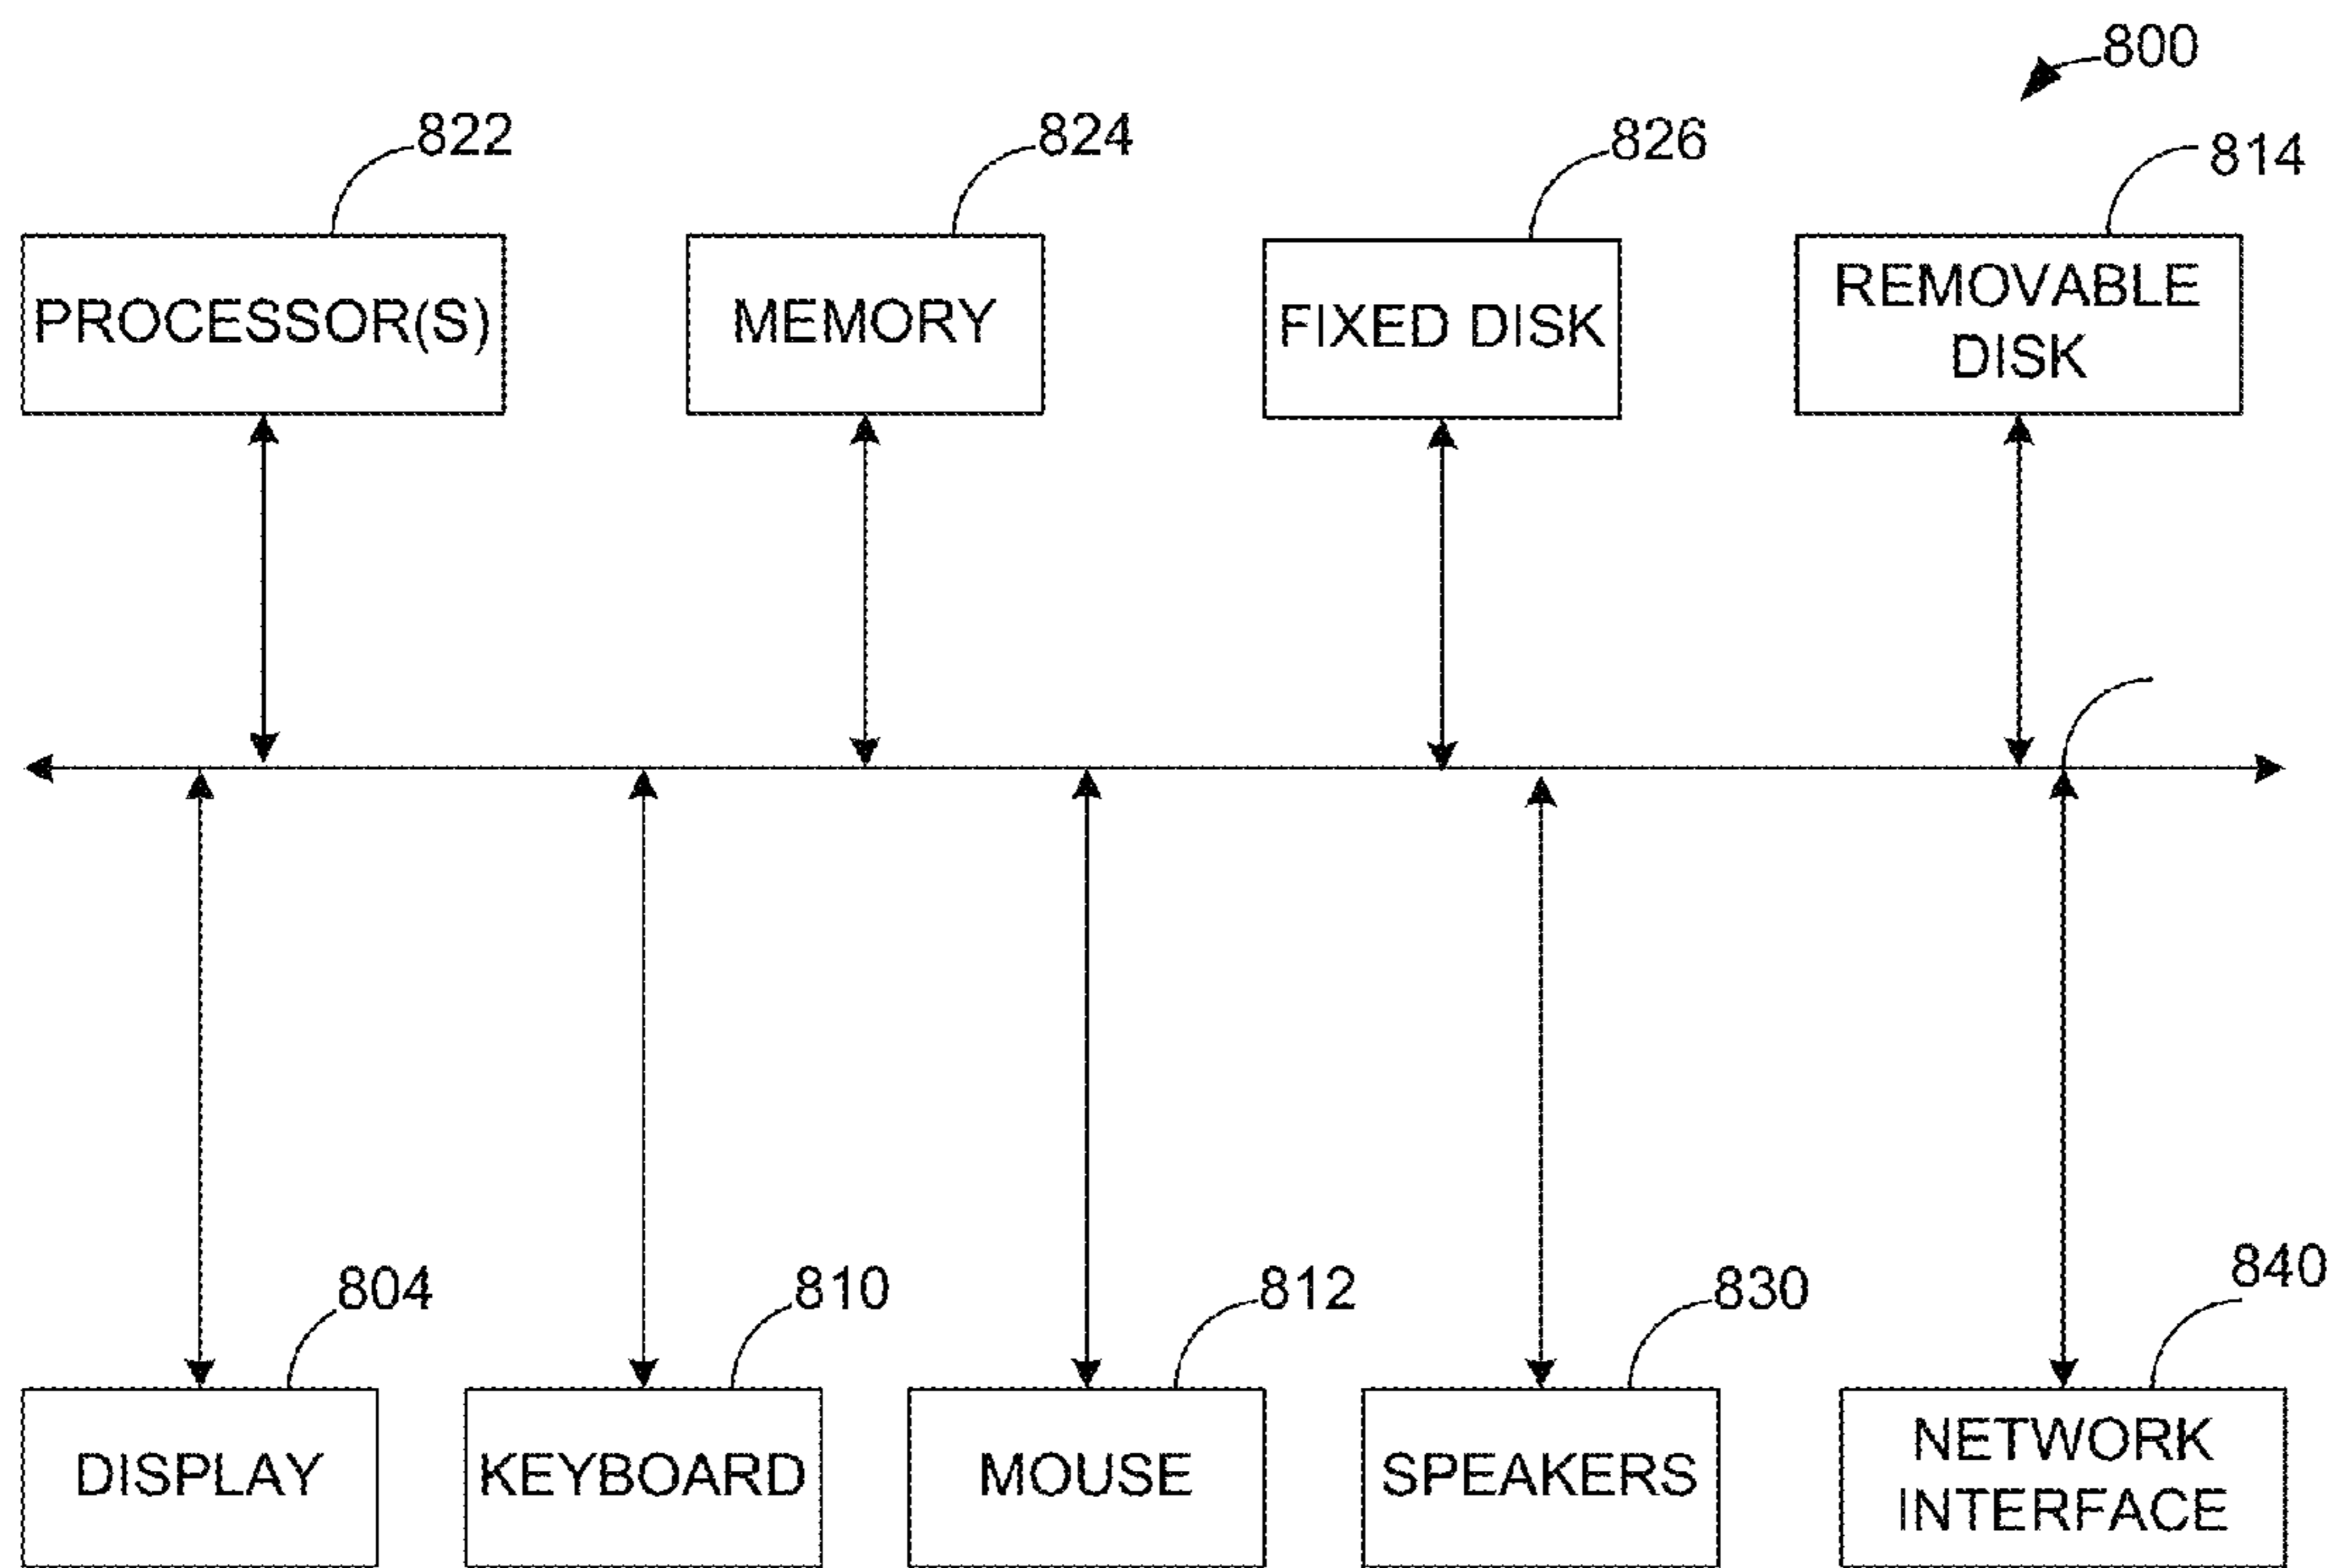 800
822
824
826
814
PROCESSOR(S)
MEMORY
FIXED DISK
REMOVABLE
DISK
804
810
812
830
840
DISPLAY
KEYBOARD
MOUSE
SPEAKERS
NETWORK
INTERFACE